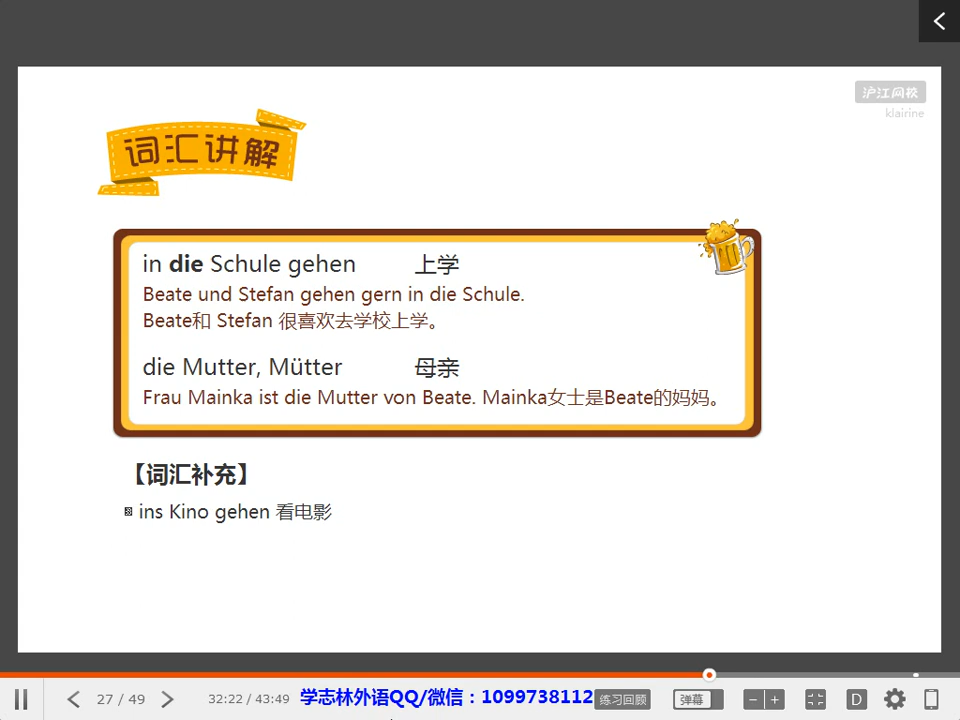 沪江网校
klairine
词汇讲解
in die Schule gehen 上学
Beate und Stefan gehen gern in die Schule.
Beate和 Stefan 很喜欢去学校上学。
die Mutter, Mütter 母亲
Frau Mainka ist die Mutter von Beate. Mainka女士是Beate的妈妈。
【词汇补充】
ins Kino gehen 看电影
27 / 49 32:22 / 43:49 学志林外语QQ/微信：1099738112 练习回顾 弹幕 D